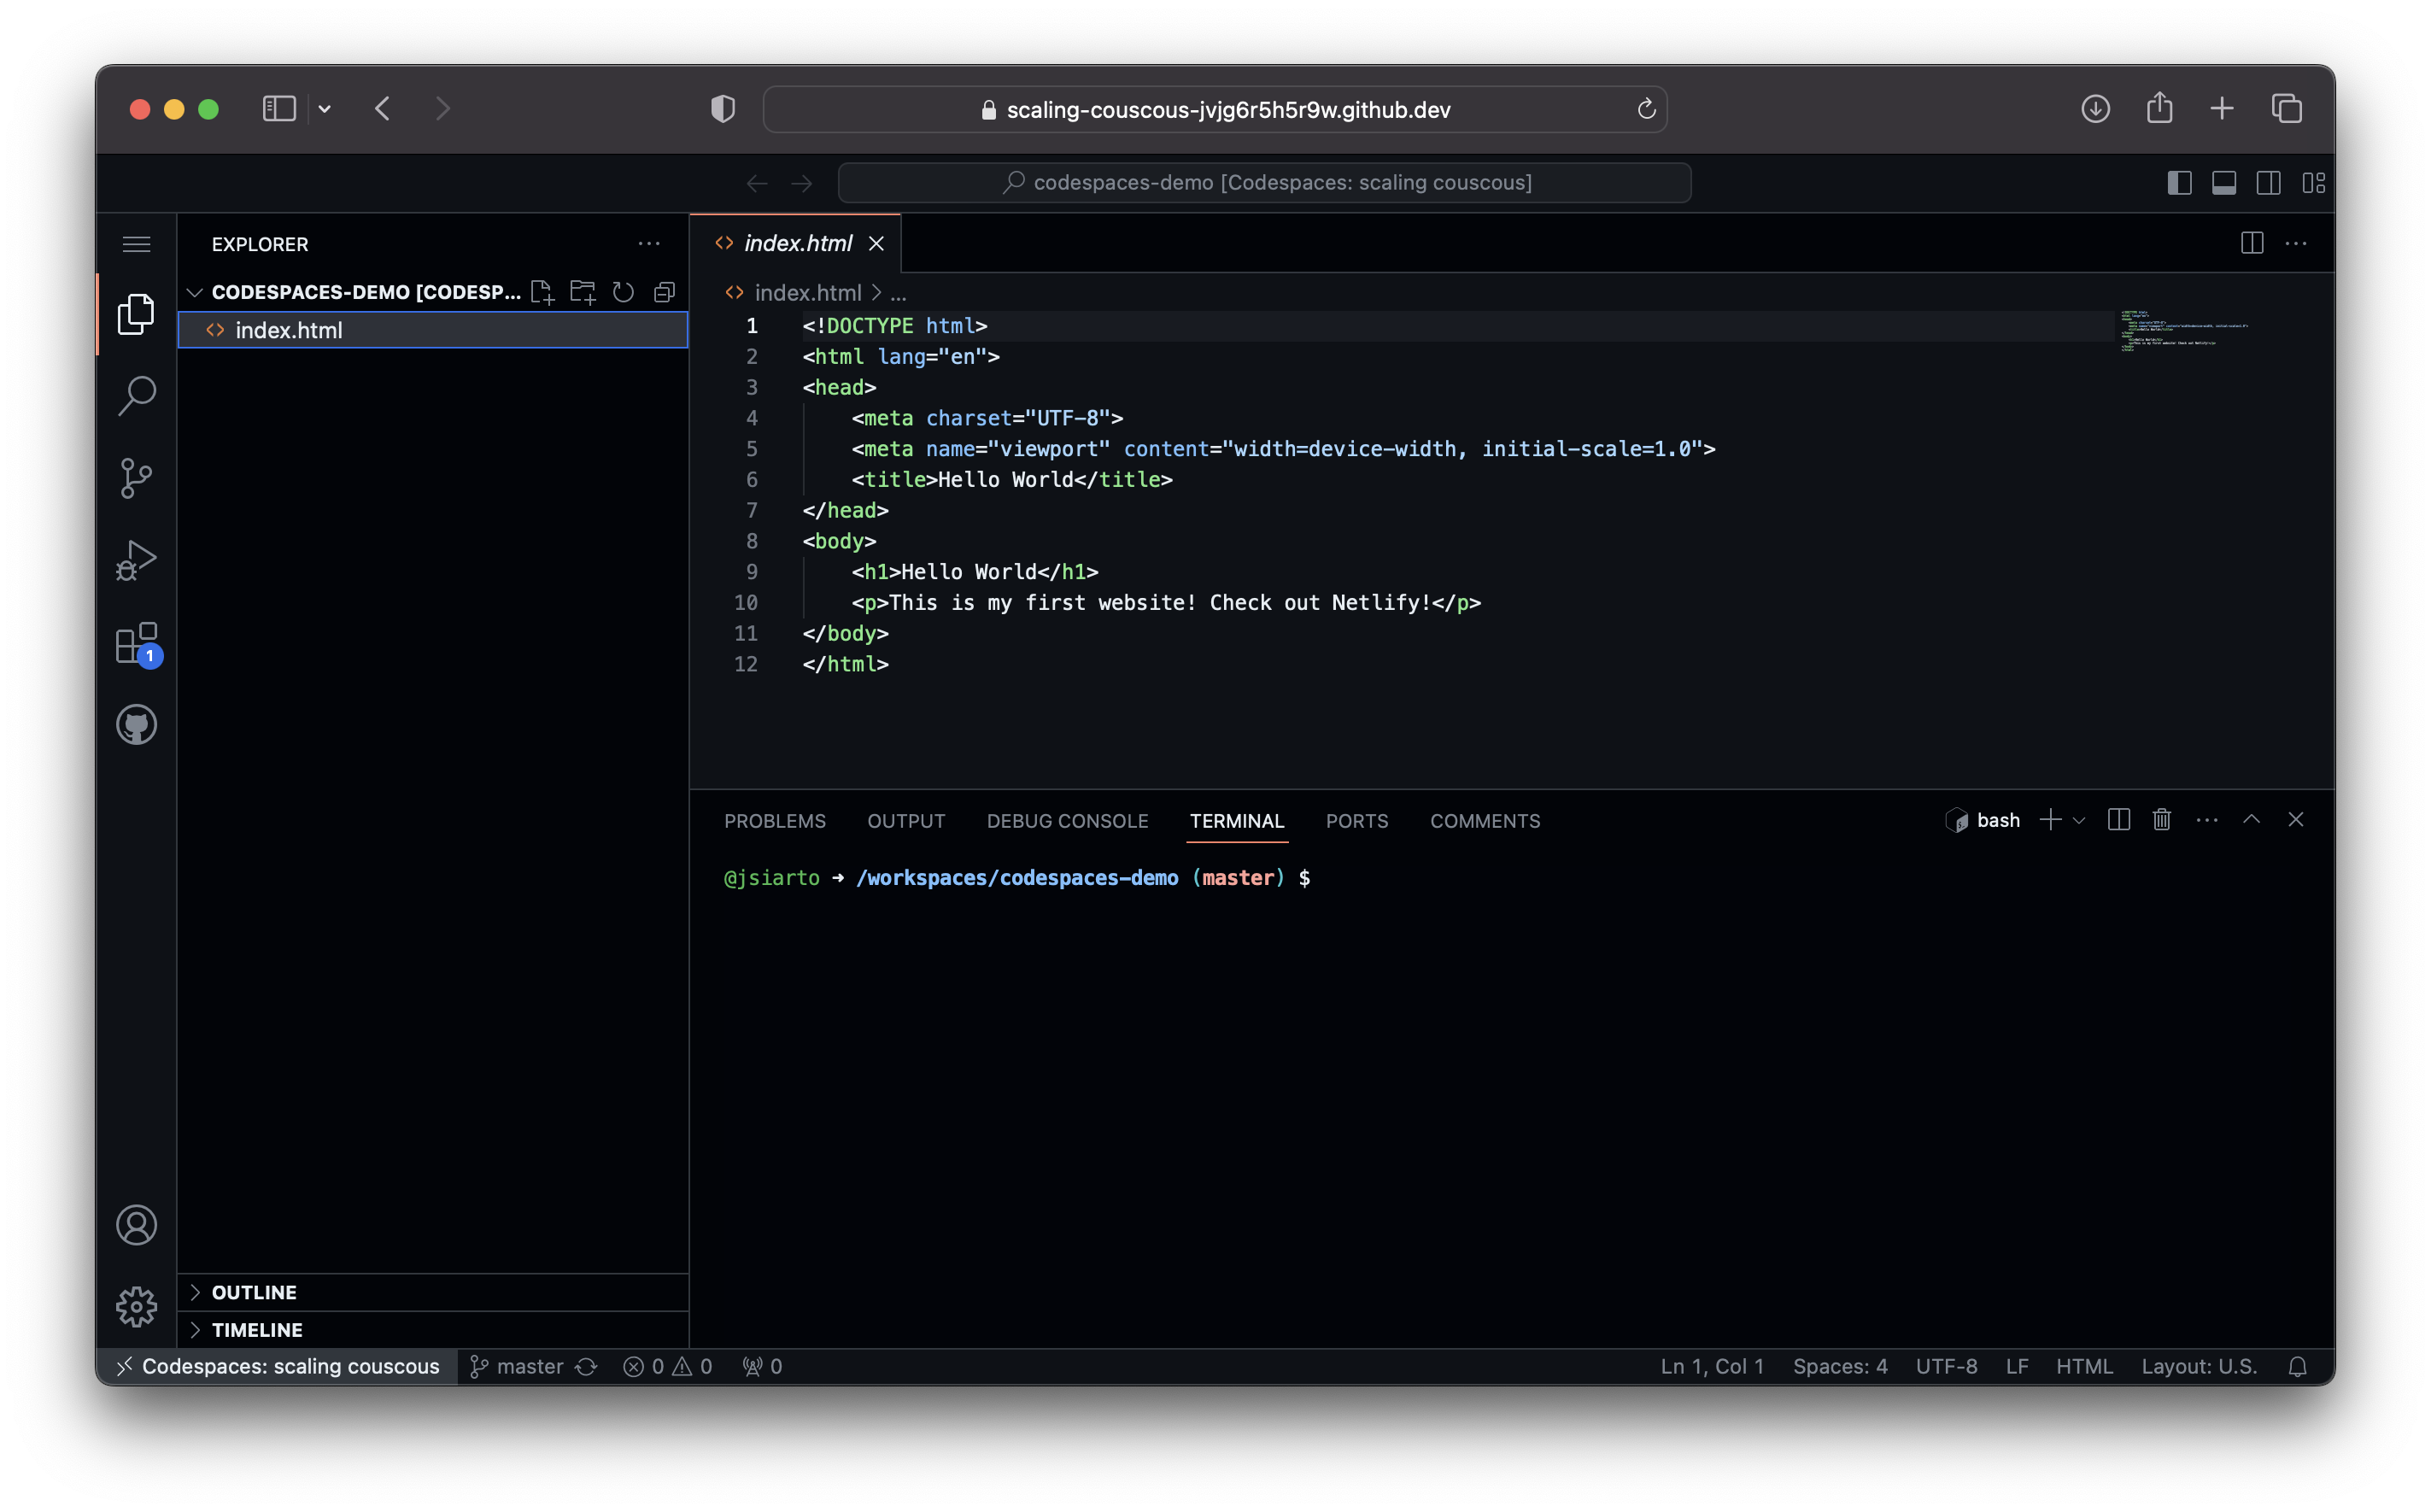 scaling-couscous-jvjg6r5h5r9w.github.dev
codespaces-demo [Codespaces: scaling couscous]
EXPLORER
CODESPACES-DEMO [CODESP...
index.html
index.html
index.html > ...
1 <!DOCTYPE html>
2 <html lang="en">
3 <head>
4 <meta charset="UTF-8">
5 <meta name="viewport" content="width=device-width, initial-scale=1.0">
6 <title>Hello World</title>
7 </head>
8 <body>
9 <h1>Hello World</h1>
10 <p>This is my first website! Check out Netlify!</p>
11 </body>
12 </html>
1
PROBLEMS OUTPUT DEBUG CONSOLE TERMINAL PORTS COMMENTS bash
@jsiarto ➜ /workspaces/codespaces-demo (master) $
OUTLINE
TIMELINE
Codespaces: scaling couscous master 0 0 0 Ln 1, Col 1 Spaces: 4 UTF-8 LF HTML Layout: U.S.